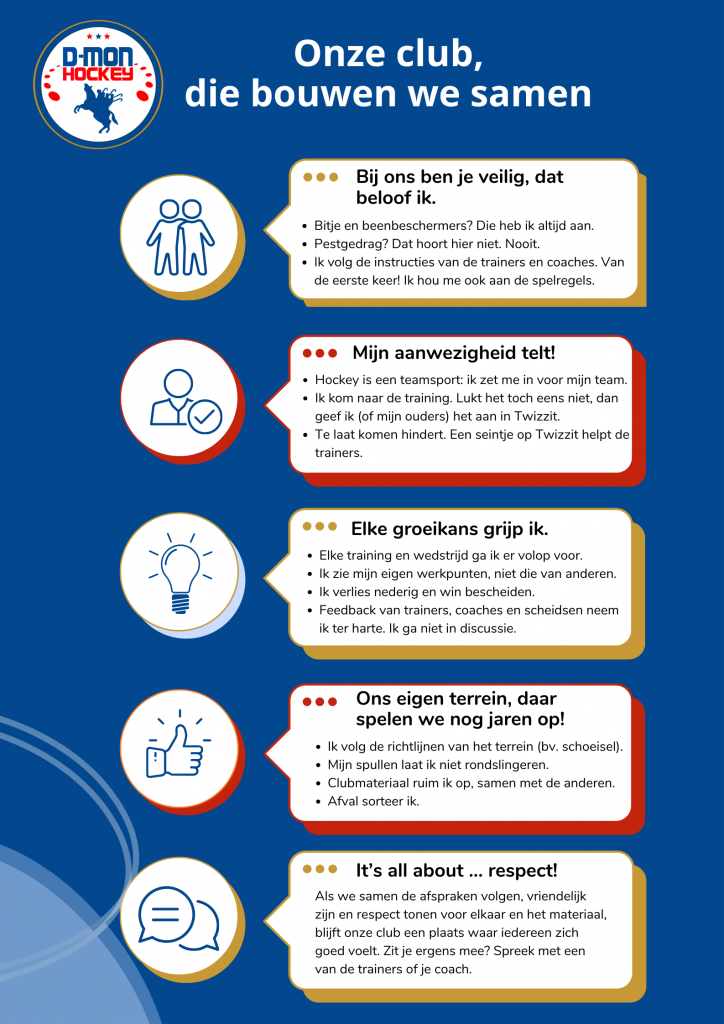 D-MON
HOCKEY
Onze club,
die bouwen we samen
Bij ons ben je veilig, dat
beloof ik.
• Bitje en beenbeschermers? Die heb ik altijd aan.
• Pestgedrag? Dat hoort hier niet. Nooit.
• Ik volg de instructies van de trainers en coaches. Van
de eerste keer! Ik hou me ook aan de spelregels.
Mijn aanwezigheid telt!
• Hockey is een teamsport: ik zet me in voor mijn team.
• Ik kom naar de training. Lukt het toch eens niet, dan
geef ik (of mijn ouders) het aan in Twizzit.
• Te laat komen hindert. Een seintje op Twizzit helpt de
trainers.
Elke groeikans grijp ik.
• Elke training en wedstrijd ga ik er volop voor.
• Ik zie mijn eigen werkpunten, niet die van anderen.
• Ik verlies nederig en win bescheiden.
• Feedback van trainers, coaches en scheidsen neem
ik ter harte. Ik ga niet in discussie.
Ons eigen terrein, daar
spelen we nog jaren op!
• Ik volg de richtlijnen van het terrein (bv. schoeisel).
• Mijn spullen laat ik niet rondslingeren.
• Clubmateriaal ruim ik op, samen met de anderen.
• Afval sorteer ik.
It's all about ... respect!
Als we samen de afspraken volgen, vriendelijk
zijn en respect tonen voor elkaar en het materiaal,
blijft onze club een plaats waar iedereen zich
goed voelt. Zit je ergens mee? Spreek met een
van de trainers of je coach.